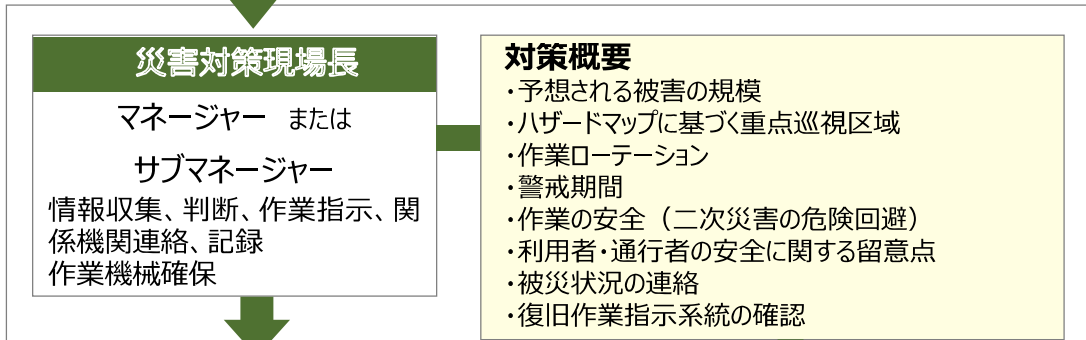 災害対策現場長
マネージャー または
サブマネージャー
情報収集、判断、作業指示、関
係機関連絡、記録
作業機械確保
対策概要
・予想される被害の規模
・ハザードマップに基づく重点巡視区域
・作業ローテーション
・警戒期間
・作業の安全（二次災害の危険回避）
・利用者・通行者の安全に関する留意点
・被災状況の連絡
・復旧作業指示系統の確認